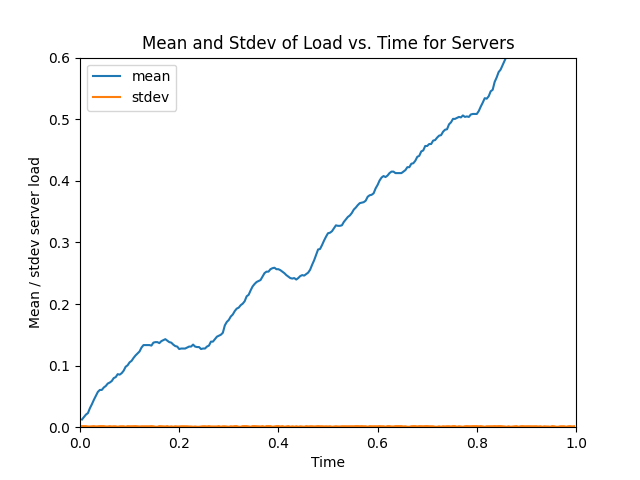 Mean and Stdev of Load vs. Time for Servers
mean
stdev
Mean / stdev server load
0.6
0.5
0.4
0.3
0.2
0.1
0.0
0.0 0.2 0.4 0.6 0.8 1.0
Time